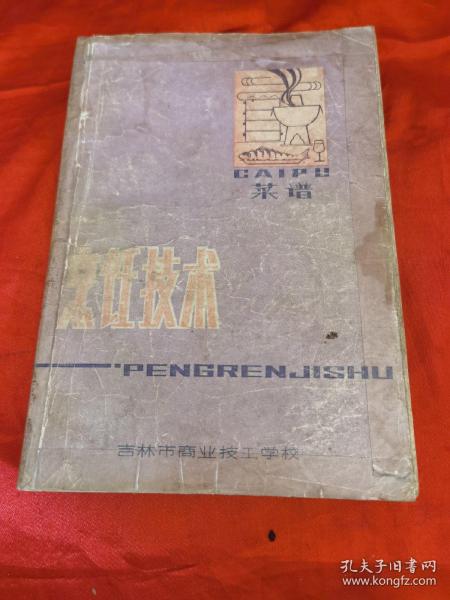 CAIPU
菜谱
烹饪技术
PENGRENJISHU
吉林市商业技工学校
孔夫子旧书网
www.kongfz.com